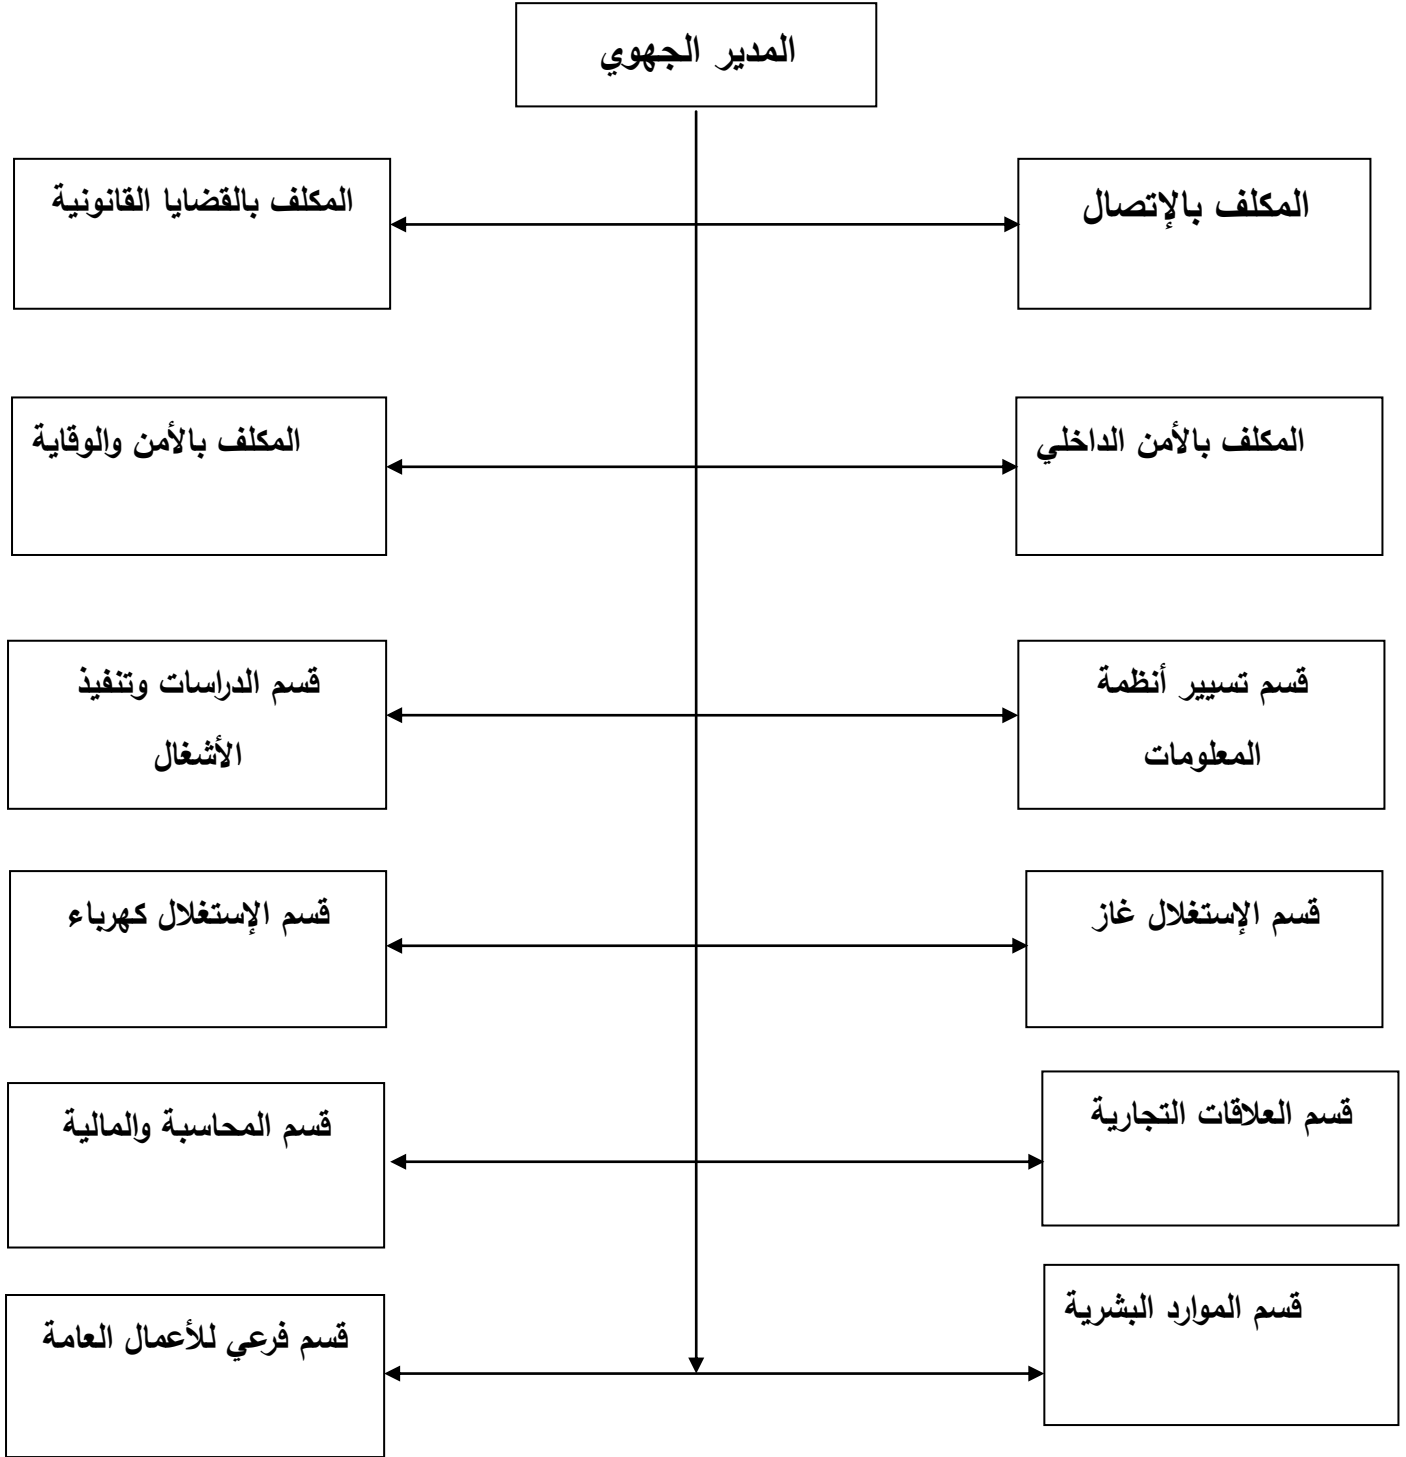 المدير الجهوي
المكلف بالإتصال
المكلف بالقضايا القانونية
المكلف بالأمن الداخلي
المكلف بالأمن والوقاية
قسم تسيير أنظمة
المعلومات
قسم الدراسات وتنفيذ
الأشغال
قسم الإستغلال غاز
قسم الإستغلال كهرباء
قسم العلاقات التجارية
قسم المحاسبة والمالية
قسم الموارد البشرية
قسم فرعي للأعمال العامة